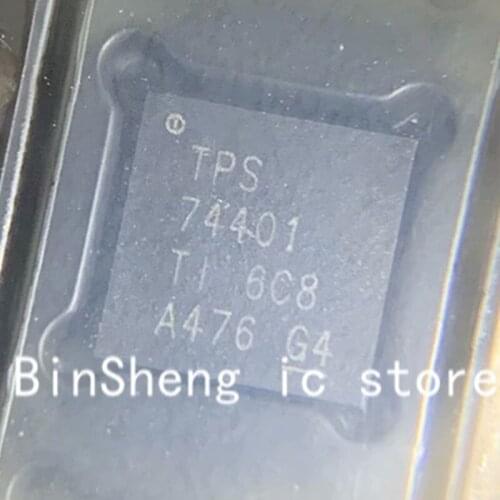 TPS
74401
TI 6C8
A476 G4
BinSheng ic store